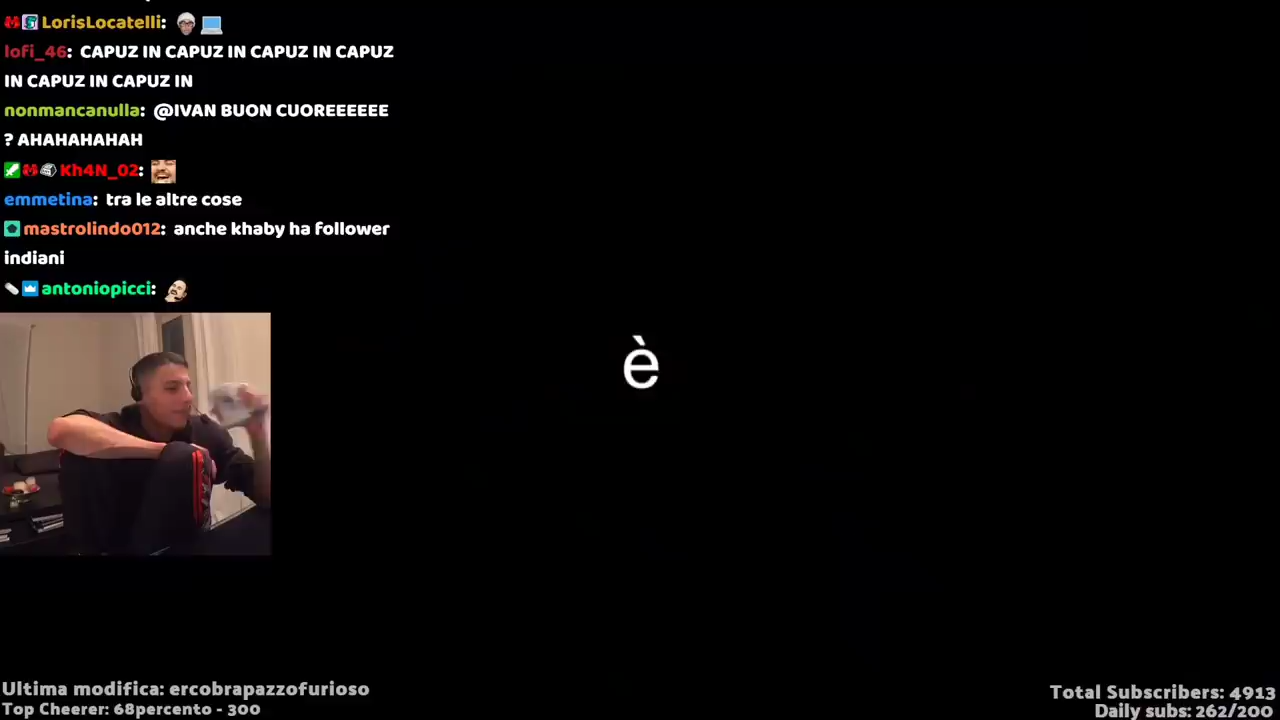 LorisLocatelli:
lofi_46: CAPUZ IN CAPUZ IN CAPUZ IN CAPUZ
IN CAPUZ IN CAPUZ IN
nonmancanulla: @IVAN BUON CUOREEEEEE
? AHAHAHAHAH
Kh4N_02:
emmetina: tra le altre cose
mastrolindo012: anche khaby ha follower
indiani
antoniopicci:
è
Ultima modifica: ercobrapazzofurioso
Top Cheerer: 68percento - 300
Total Subscribers: 4913
Daily subs: 262/200